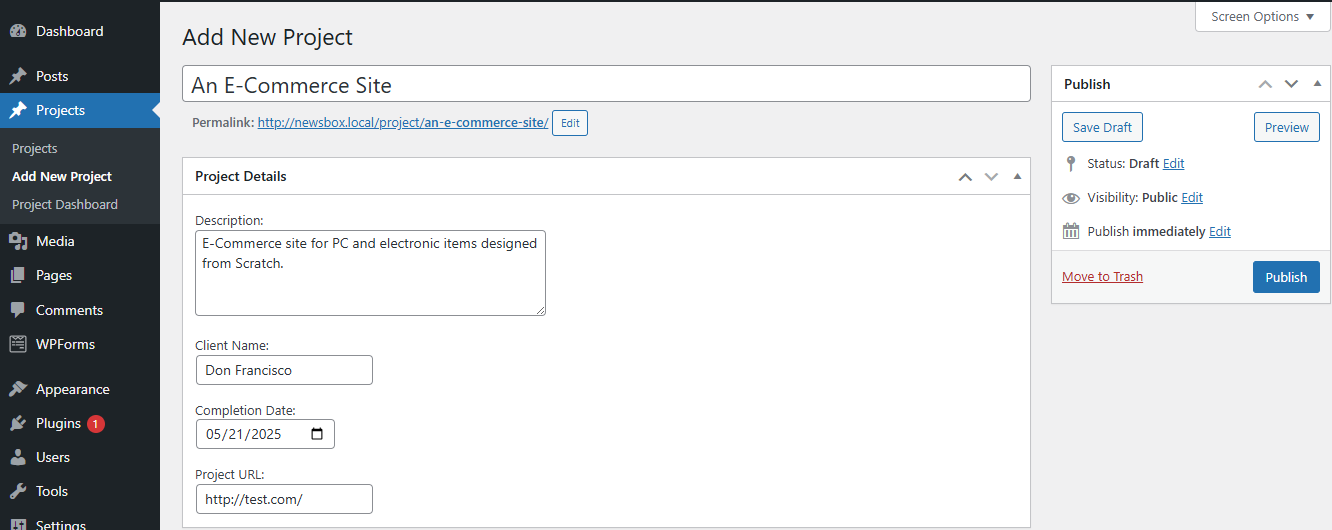 Screen Options
Dashboard
Posts
Projects
Projects
Add New Project
Project Dashboard
Media
Pages
Comments
WPForms
Appearance
Plugins 1
Users
Tools
Settings
Add New Project
An E-Commerce Site
Permalink: http://newsbox.local/project/an-e-commerce-site/ Edit
Project Details
Description:
E-Commerce site for PC and electronic items designed
from Scratch.
Client Name:
Don Francisco
Completion Date:
05/21/2025
Project URL:
http://test.com/
Publish
Save Draft Preview
Status: Draft Edit
Visibility: Public Edit
Publish immediately Edit
Move to Trash Publish